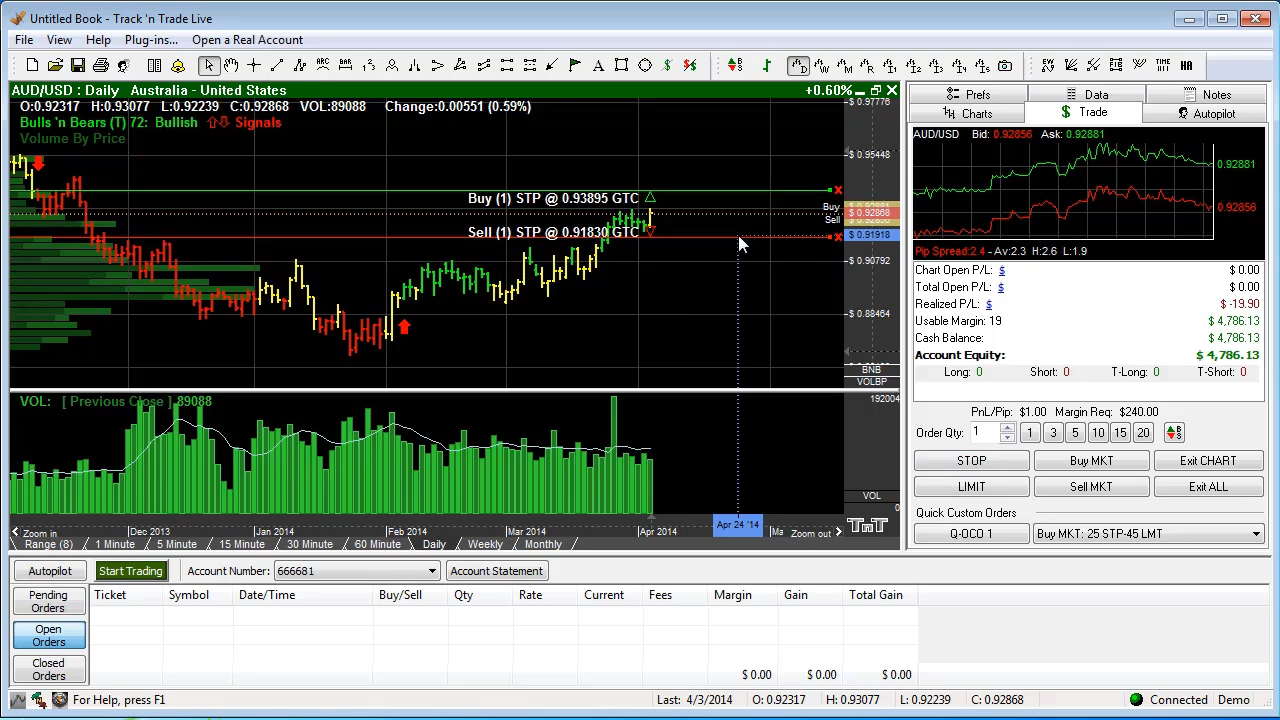 Untitled Book - Track 'n Trade Live
File View Help Plug-ins... Open a Real Account
AUD/USD : Daily Australia - United States +0.60%
O:0.92317 H:0.93077 L:0.92239 C:0.92868 VOL:89088 Change:0.00551 (0.59%)
Bulls 'n Bears (T) 72: Bullish Signals
Volume By Price
$ 0.97776
$ 0.95448
Buy (1) STP @ 0.93895 GTC
Buy
$ 0.92868
Sell
Sell (1) STP @ 0.91830 GTC
$ 0.91918
$ 0.90792
$ 0.88464
BNB
VOLBP
VOL: [ Previous Close ] 89088
192004
VOL
0
Zoom in Dec 2013 Jan 2014 Feb 2014 Mar 2014 Apr 2014 Apr 24 '14 Ma Zoom out TNT
Range (8) 1 Minute 5 Minute 15 Minute 30 Minute 60 Minute Daily Weekly Monthly
Prefs Data Notes
Charts $ Trade Autopilot
AUD/USD Bid: 0.92856 Ask: 0.92881
0.92881
0.92856
Pip Spread:2.4 - Av:2.3 H:2.6 L:1.9
Chart Open P/L: $ $ 0.00
Total Open P/L: $ $ 0.00
Realized P/L: $ $ -19.90
Usable Margin: 19 $ 4,786.13
Cash Balance: $ 4,786.13
Account Equity: $ 4,786.13
Long: 0 Short: 0 T-Long: 0 T-Short: 0
PnL/Pip: $1.00 Margin Req: $240.00
Order Qty: 1 1 3 5 10 15 20
STOP Buy MKT Exit CHART
LIMIT Sell MKT Exit ALL
Quick Custom Orders
Q-OCO 1 Buy MKT: 25 STP-45 LMT
Autopilot Start Trading Account Number: 666681 Account Statement
Pending Orders
Open Orders
Closed Orders
Ticket Symbol Date/Time Buy/Sell Qty Rate Current Fees Margin Gain Total Gain
$ 0.00 $ 0.00 $ 0.00
For Help, press F1 Last: 4/3/2014 O: 0.92317 H: 0.93077 L: 0.92239 C: 0.92868 Connected Demo